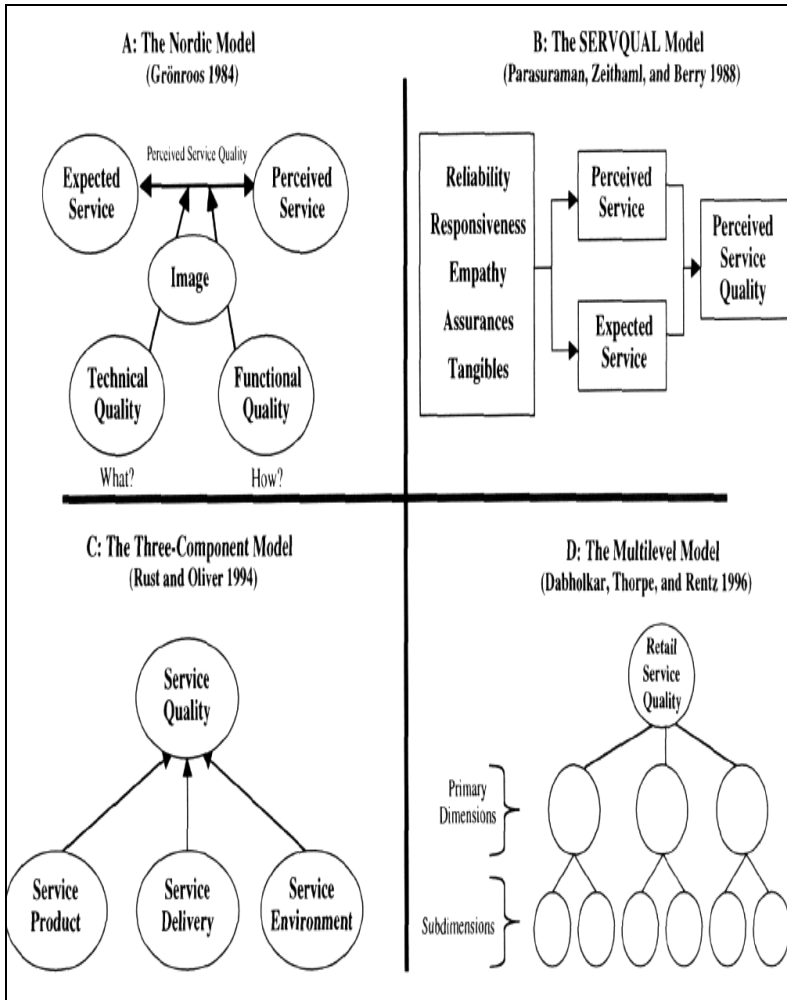 A: The Nordic Model
(Grönroos 1984)
Perceived Service Quality
Expected
Service
Perceived
Service
Image
Technical
Quality
Functional
Quality
What?
How?
B: The SERVQUAL Model
(Parasuraman, Zeithaml, and Berry 1988)
Reliability
Responsiveness
Empathy
Assurances
Tangibles
Perceived
Service
Expected
Service
Perceived
Service
Quality
C: The Three-Component Model
(Rust and Oliver 1994)
Service
Quality
Service
Product
Service
Delivery
Service
Environment
D: The Multilevel Model
(Dabholkar, Thorpe, and Rentz 1996)
Retail
Service
Quality
Primary
Dimensions
Subdimensions